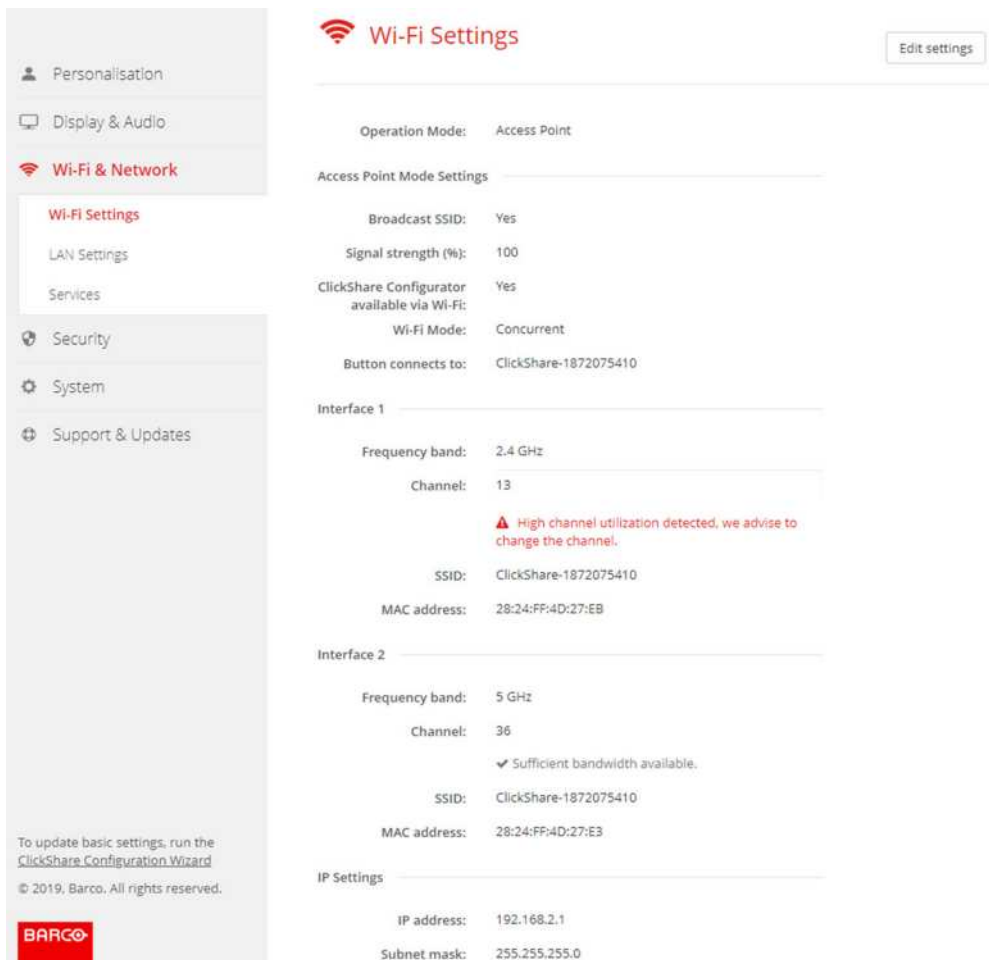 Personalisation
Display & Audio
Wi-Fi & Network
Wi-Fi Settings
LAN Settings
Services
Security
System
Support & Updates
To update basic settings, run the
ClickShare Configuration Wizard
© 2019, Barco. All rights reserved.
BARCO
Wi-Fi Settings
Edit settings
Operation Mode: Access Point
Access Point Mode Settings
Broadcast SSID: Yes
Signal strength (%): 100
ClickShare Configurator Yes
available via Wi-Fi:
Wi-Fi Mode: Concurrent
Button connects to: ClickShare-1872075410
Interface 1
Frequency band: 2.4 GHz
Channel: 13
High channel utilization detected, we advise to
change the channel.
SSID: ClickShare-1872075410
MAC address: 28:24:FF:4D:27:EB
Interface 2
Frequency band: 5 GHz
Channel: 36
Sufficient bandwidth available.
SSID: ClickShare-1872075410
MAC address: 28:24:FF:4D:27:E3
IP Settings
IP address: 192.168.2.1
Subnet mask: 255.255.255.0